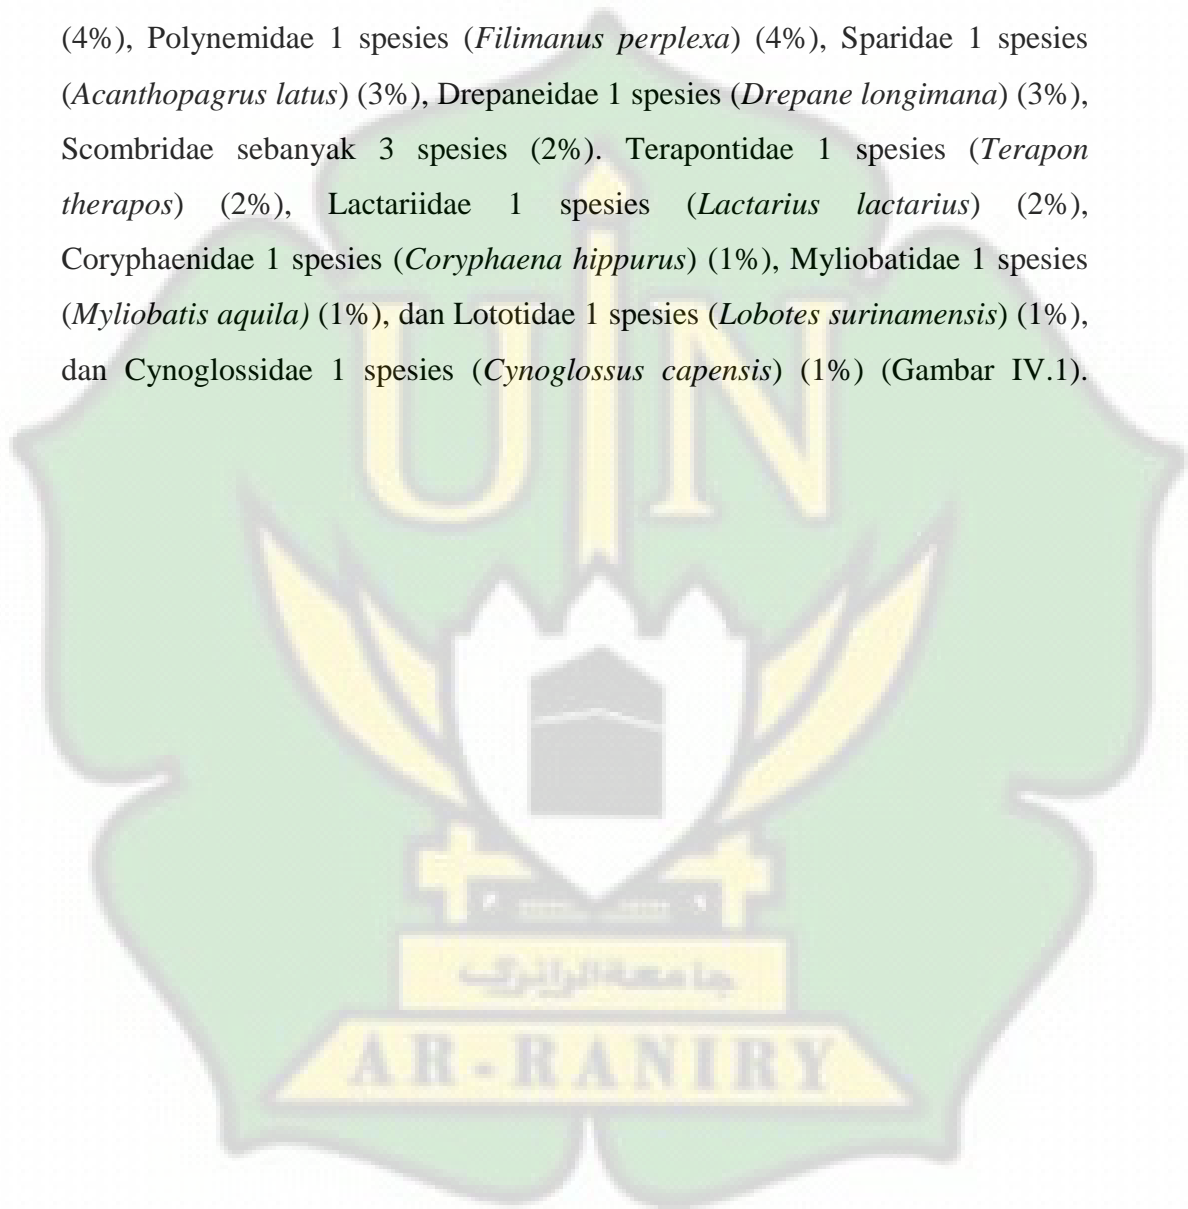 (4%), Polynemidae 1 spesies (Filimanus perplexa) (4%), Sparidae 1 spesies
(Acanthopagrus latus) (3%), Drepaneidae 1 spesies (Drepane longimana) (3%),
Scombridae sebanyak 3 spesies (2%). Terapontidae 1 spesies (Terapon
therapos) (2%), Lactariidae 1 spesies (Lactarius lactarius) (2%),
Coryphaenidae 1 spesies (Coryphaena hippurus) (1%), Myliobatidae 1 spesies
(Myliobatis aquila) (1%), dan Lototidae 1 spesies (Lobotes surinamensis) (1%),
dan Cynoglossidae 1 spesies (Cynoglossus capensis) (1%) (Gambar IV.1).
UIN
جامعة الرانري
AR-RANIRY